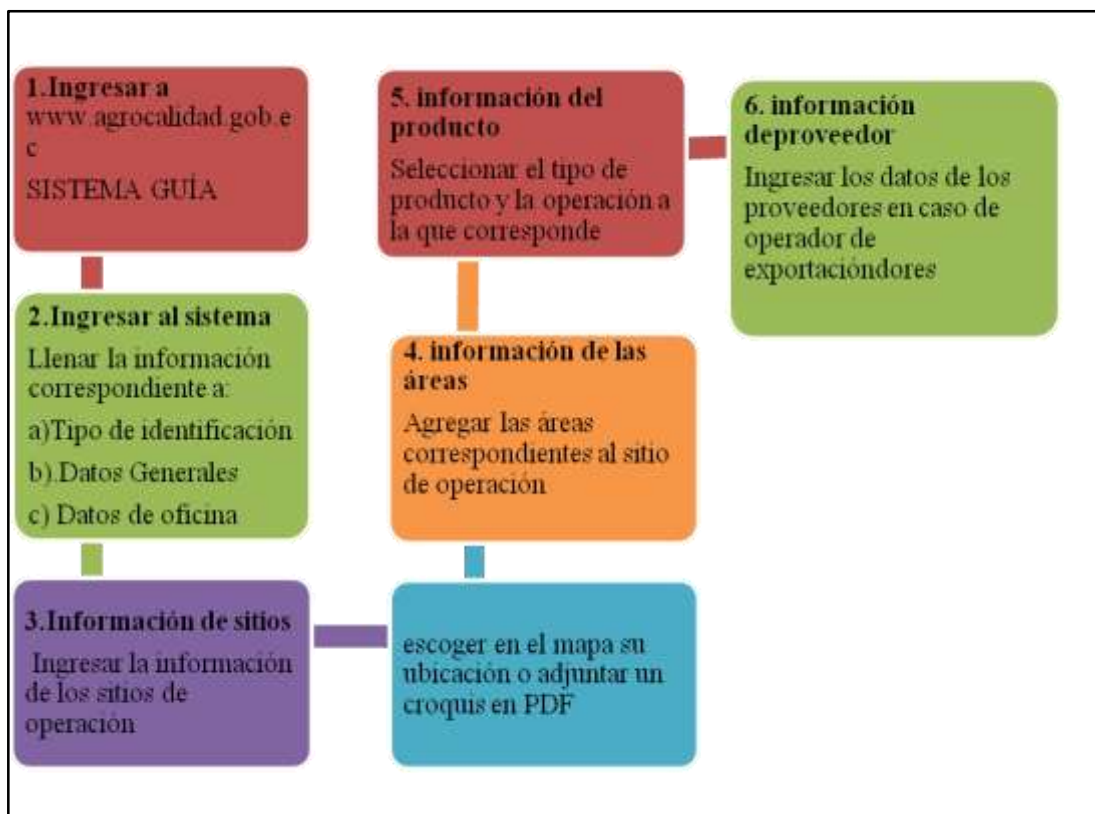 1.Ingresar a
www.agrocalidad.gob.e
c
SISTEMA GUÍA
2.Ingresar al sistema
Llenar la información
correspondiente a:
a)Tipo de identificación
b).Datos Generales
c) Datos de oficina
3.Información de sitios
Ingresar la información
de los sitios de
operación
escoger en el mapa su
ubicación o adjuntar un
croquis en PDF
4. información de las
áreas
Agregar las áreas
correspondientes al sitio
de operación
5. información del
producto
Seleccionar el tipo de
producto y la operación a
la que corresponde
6. información
deproveedor
Ingresar los datos de los
proveedores en caso de
operador de
exportacióndores